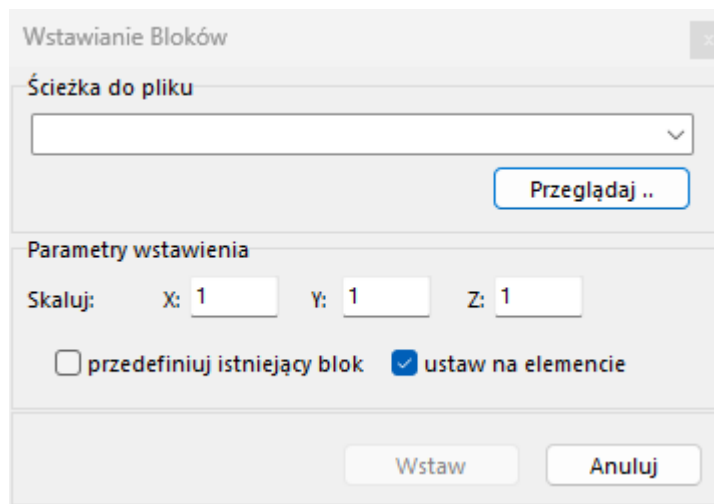 Wstawianie Bloków
x
Ścieżka do pliku
Przeglądaj ..
Parametry wstawienia
Skaluj: X: 1 Y: 1 Z: 1
przedefiniuj istniejący blok ustaw na elemencie
Wstaw Anuluj